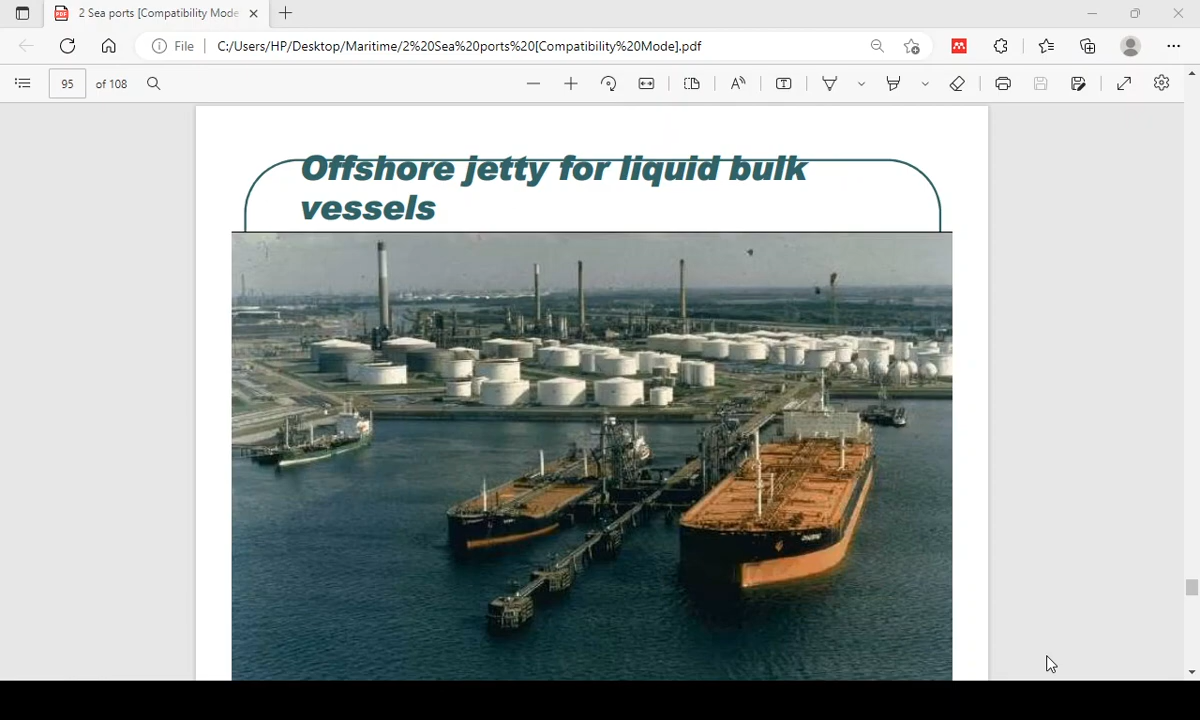 2 Sea ports [Compatibility Mode
File
C:/Users/HP/Desktop/Maritime/2%20Sea%20ports%20[Compatibility%20Mode].pdf
95 of 108
Offshore jetty for liquid bulk
vessels